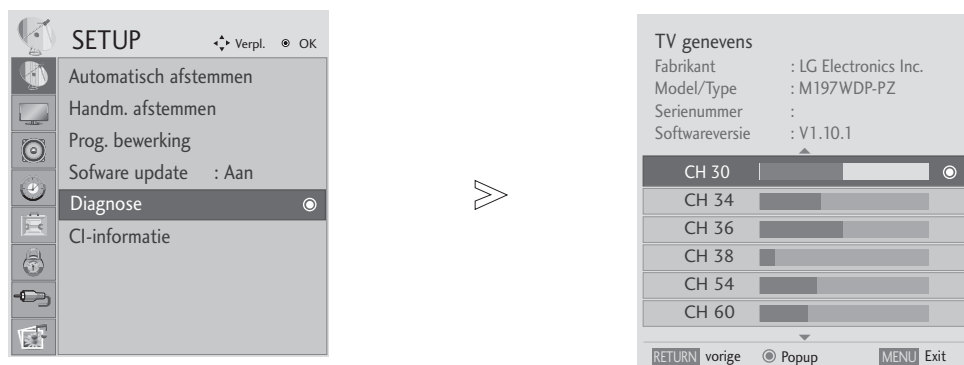 SETUP Verpl. OK
Automatisch afstemmen
Handm. afstemmen
Prog. bewerking
Sofware update : Aan
Diagnose
CI-informatie
TV genevens
Fabrikant : LG Electronics Inc.
Model/Type : M197WDP-PZ
Serienummer :
Softwareversie : V1.10.1
CH 30
CH 34
CH 36
CH 38
CH 54
CH 60
RETURN vorige Popup MENU Exit